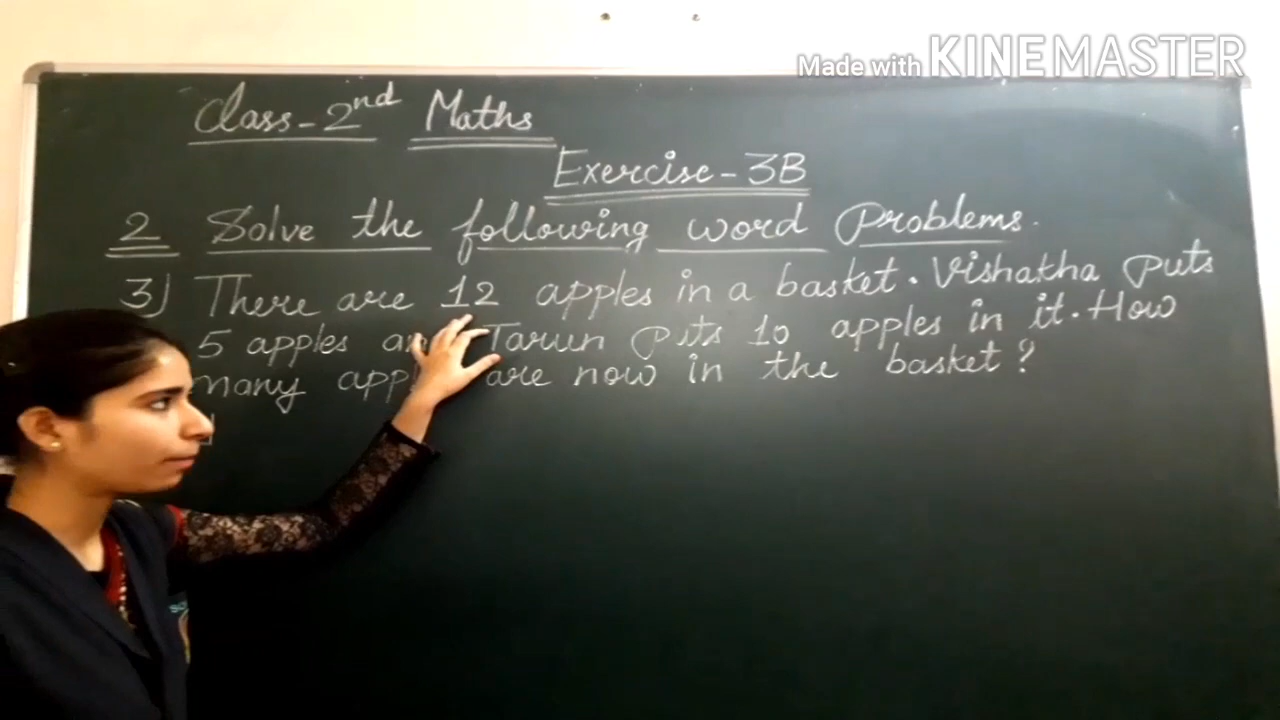 Made with KINEMASTER
Class-2nd Maths
Exercise-3B
2 Solve the following word Problems.
3) There are 12 apples in a basket. Vishakha puts
5 apples Tarun puts 10 apples in it. How
many are now in the basket?